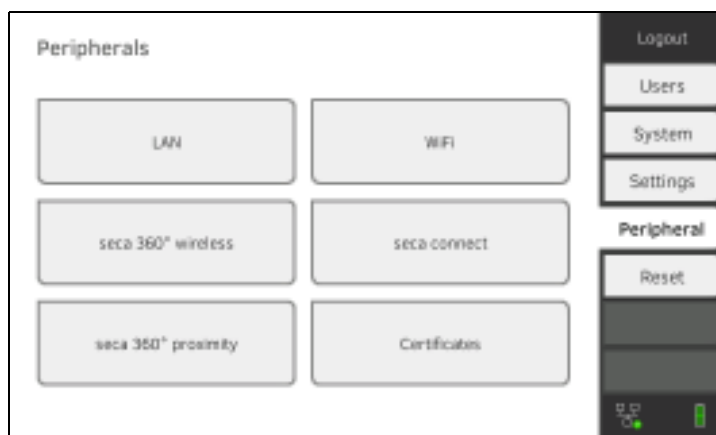 Peripherals
LAN
WiFi
seca 360° wireless
seca connect
seca 360° proximity
Certificates
Logout
Users
System
Settings
Peripheral
Reset